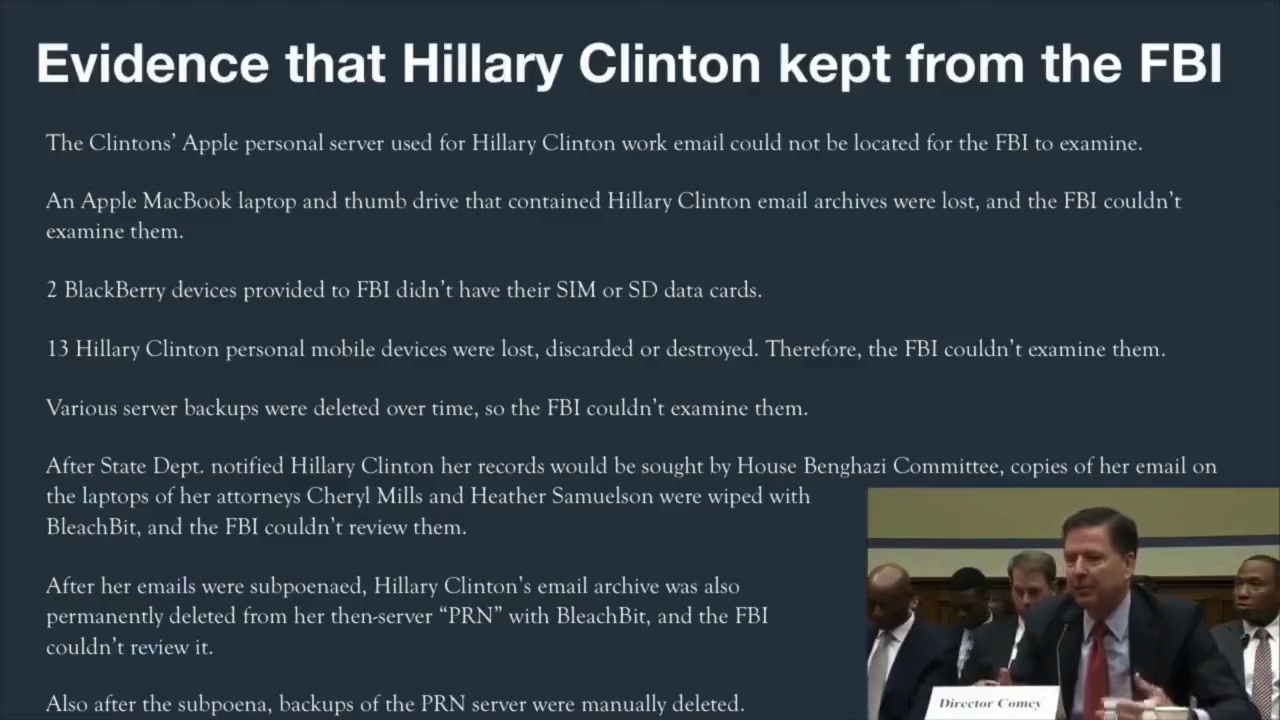 Evidence that Hillary Clinton kept from the FBI
The Clintons’ Apple personal server used for Hillary Clinton work email could not be located for the FBI to examine.
An Apple MacBook laptop and thumb drive that contained Hillary Clinton email archives were lost, and the FBI couldn’t
examine them.
2 BlackBerry devices provided to FBI didn’t have their SIM or SD data cards.
13 Hillary Clinton personal mobile devices were lost, discarded or destroyed. Therefore, the FBI couldn’t examine them.
Various server backups were deleted over time, so the FBI couldn’t examine them.
After State Dept. notified Hillary Clinton her records would be sought by House Benghazi Committee, copies of her email on
the laptops of her attorneys Cheryl Mills and Heather Samuelson were wiped with
BleachBit, and the FBI couldn’t review them.
After her emails were subpoenaed, Hillary Clinton’s email archive was also
permanently deleted from her then-server “PRN” with BleachBit, and the FBI
couldn’t review it.
Also after the subpoena, backups of the PRN server were manually deleted.
Director Comey